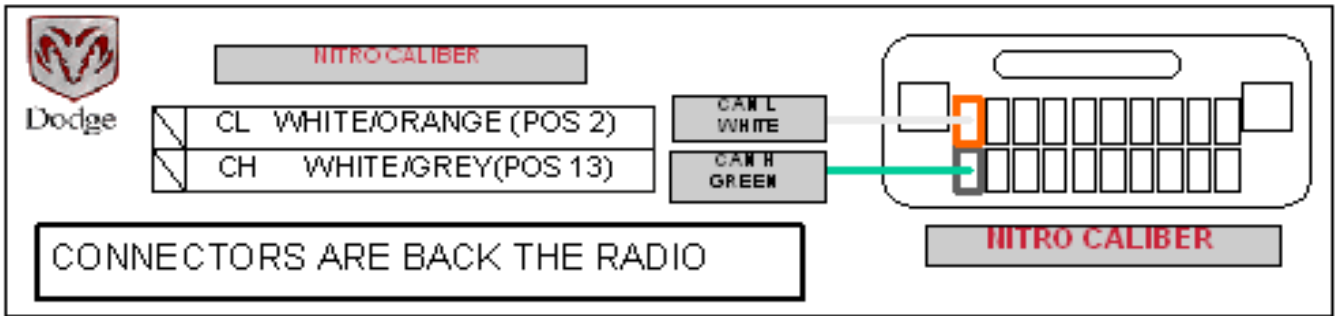 NITRO CALIBER
Dodge
CL WHITE/ORANGE (POS 2)
CH WHITE/GREY(POS 13)
CAN L
WHITE
CAN H
GREEN
CONNECTORS ARE BACK THE RADIO
NITRO CALIBER